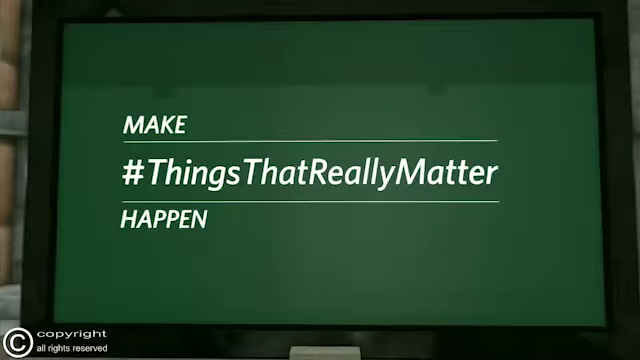 MAKE
#ThingsThatReallyMatter
HAPPEN
© copyright
all rights reserved